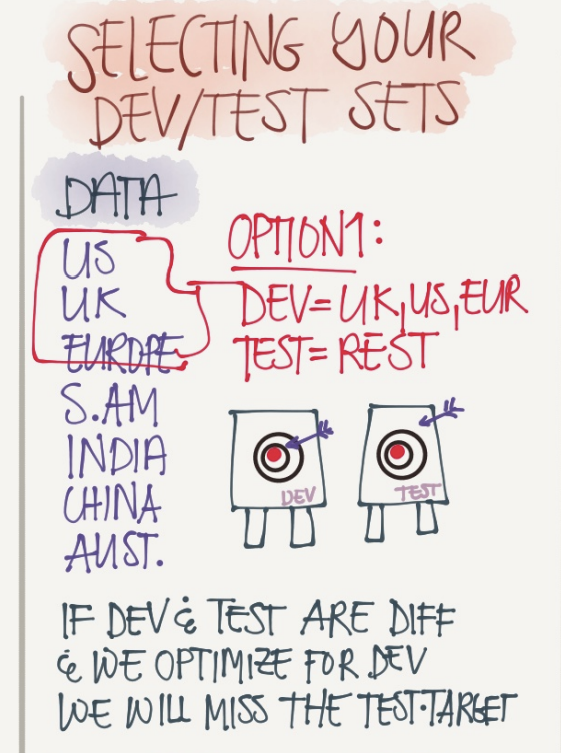 SELECTING YOUR
DEV/TEST SETS
DATA
US
UK
EUROPE
S.AM
INDIA
CHINA
AUST.
OPTION1:
DEV=UK,US,EUR
TEST=REST
DEV
TEST
IF DEV & TEST ARE DIFF
& WE OPTIMIZE FOR DEV
WE WILL MISS THE TEST·TARGET